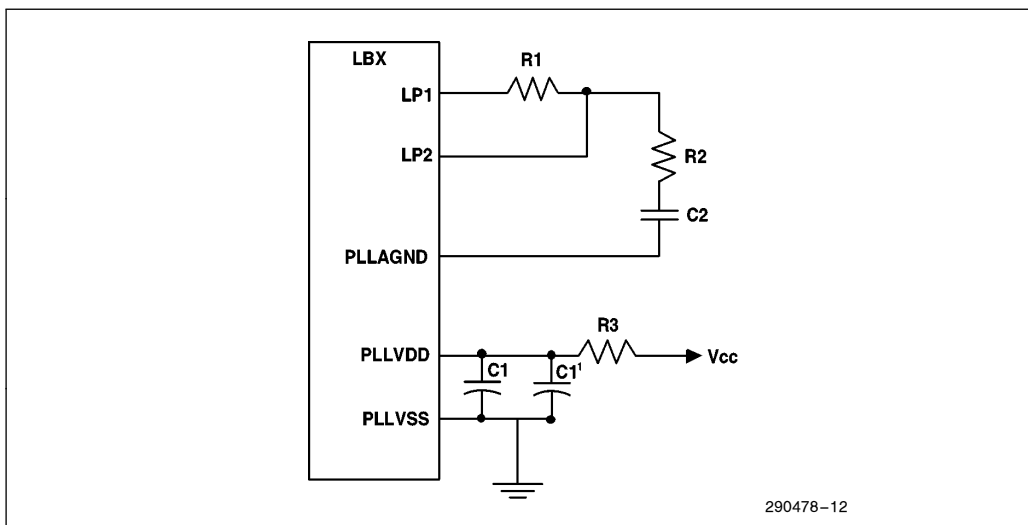 LBX
R1
LP1
LP2
R2
C2
PLLAGND
R3
PLLVDD
Vcc
C1
C1¹
PLLVSS
290478–12